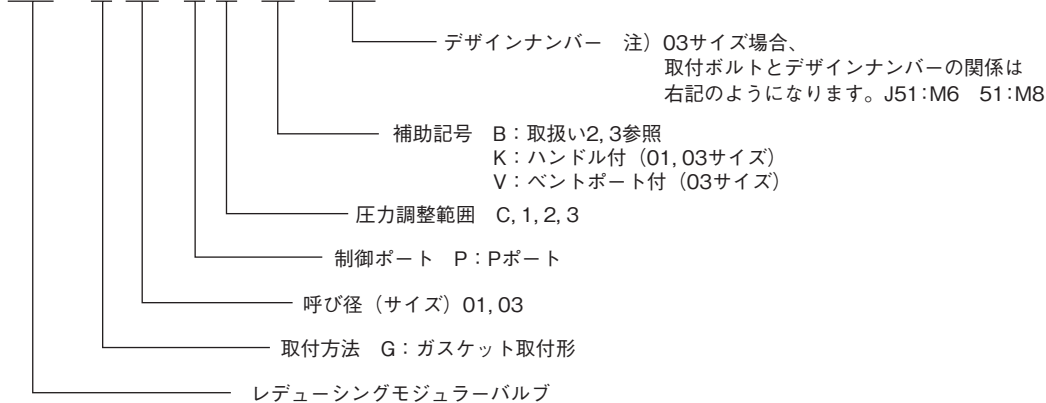 デザインナンバー　注）03サイズ場合、
取付ボルトとデザインナンバーの関係は
右記のようになります。J51：M6　51：M8
補助記号　B：取扱い2, 3参照
K：ハンドル付（01, 03サイズ）
V：ベントポート付（03サイズ）
圧力調整範囲　C, 1, 2, 3
制御ポート　P：Pポート
呼び径（サイズ）01, 03
取付方法　G：ガスケット取付形
レデューシングモジュラーバルブ